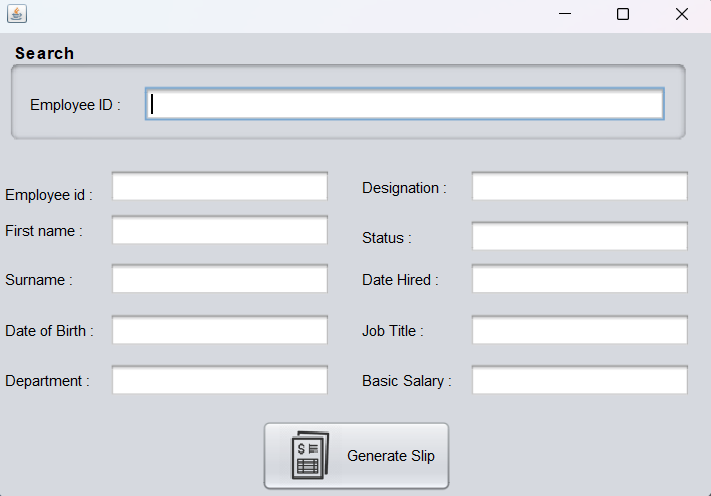 Search
Employee ID :
Employee id :
First name :
Surname :
Date of Birth :
Department :
Designation :
Status :
Date Hired :
Job Title :
Basic Salary :
$
Generate Slip